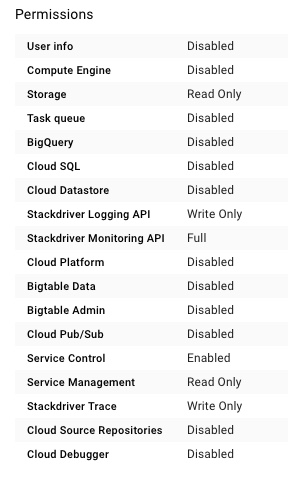 Permissions
User info Disabled
Compute Engine Disabled
Storage Read Only
Task queue Disabled
BigQuery Disabled
Cloud SQL Disabled
Cloud Datastore Disabled
Stackdriver Logging API Write Only
Stackdriver Monitoring API Full
Cloud Platform Disabled
Bigtable Data Disabled
Bigtable Admin Disabled
Cloud Pub/Sub Disabled
Service Control Enabled
Service Management Read Only
Stackdriver Trace Write Only
Cloud Source Repositories Disabled
Cloud Debugger Disabled